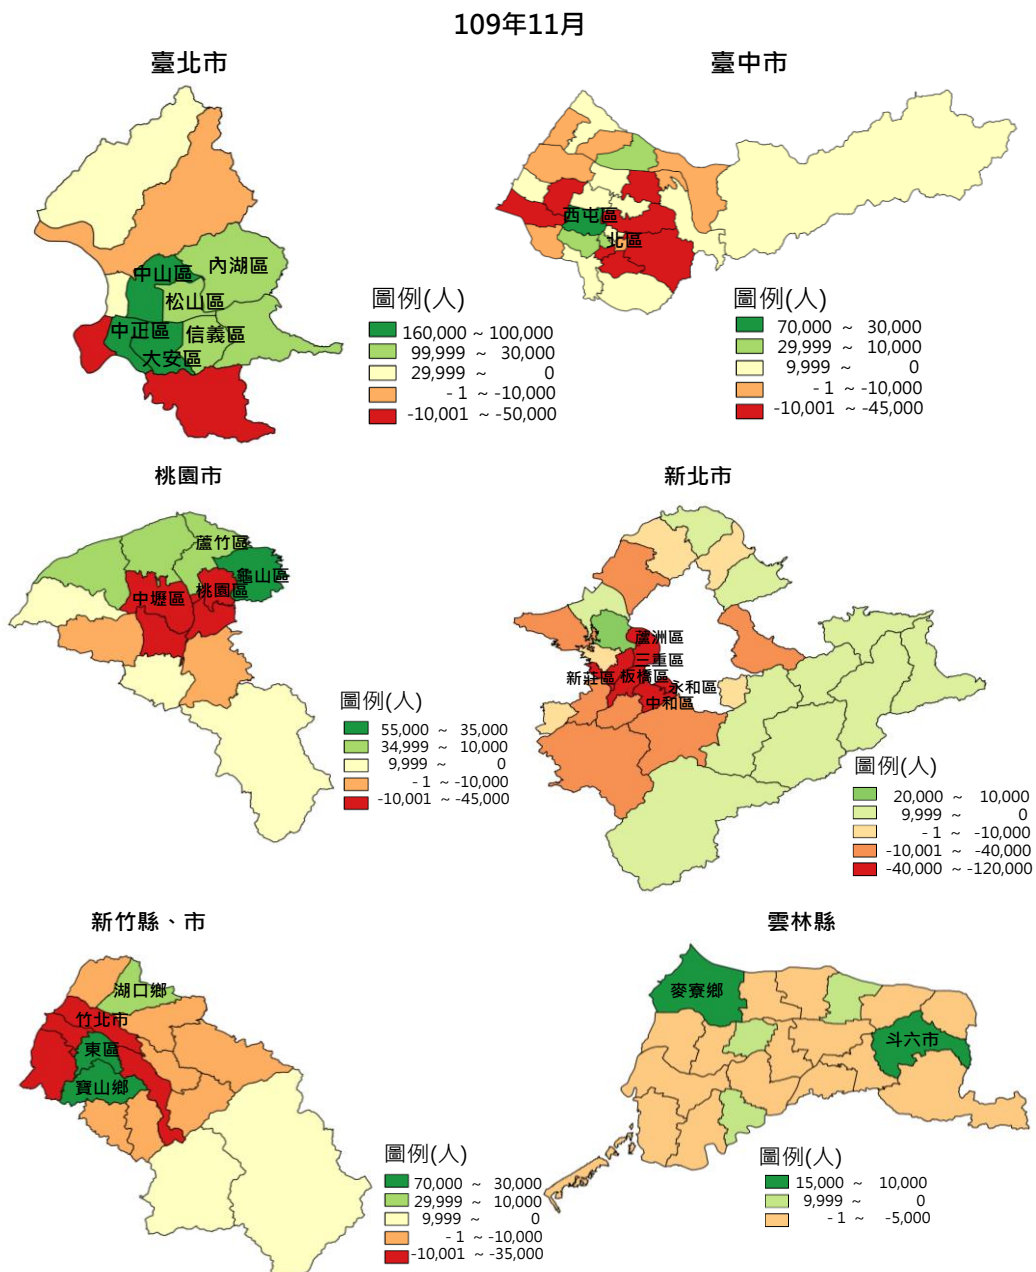 109年11月
臺北市
中山區
內湖區
松山區
中正區
信義區
大安區
圖例(人)
160,000 ~ 100,000
99,999 ~ 30,000
29,999 ~ 0
- 1 ~ -10,000
-10,001 ~ -50,000
臺中市
西屯區
北區
圖例(人)
70,000 ~ 30,000
29,999 ~ 10,000
9,999 ~ 0
- 1 ~ -10,000
-10,001 ~ -45,000
桃園市
蘆竹區
龜山區
桃園區
中壢區
圖例(人)
55,000 ~ 35,000
34,999 ~ 10,000
9,999 ~ 0
- 1 ~ -10,000
-10,001 ~ -45,000
新北市
蘆洲區
三重區
新莊區
板橋區
永和區
中和區
圖例(人)
20,000 ~ 10,000
9,999 ~ 0
- 1 ~ -10,000
-10,001 ~ -40,000
-40,000 ~ -120,000
新竹縣、市
湖口鄉
竹北市
東區
寶山鄉
圖例(人)
70,000 ~ 30,000
29,999 ~ 10,000
9,999 ~ 0
- 1 ~ -10,000
-10,001 ~ -35,000
雲林縣
麥寮鄉
斗六市
圖例(人)
15,000 ~ 10,000
9,999 ~ 0
- 1 ~ -5,000